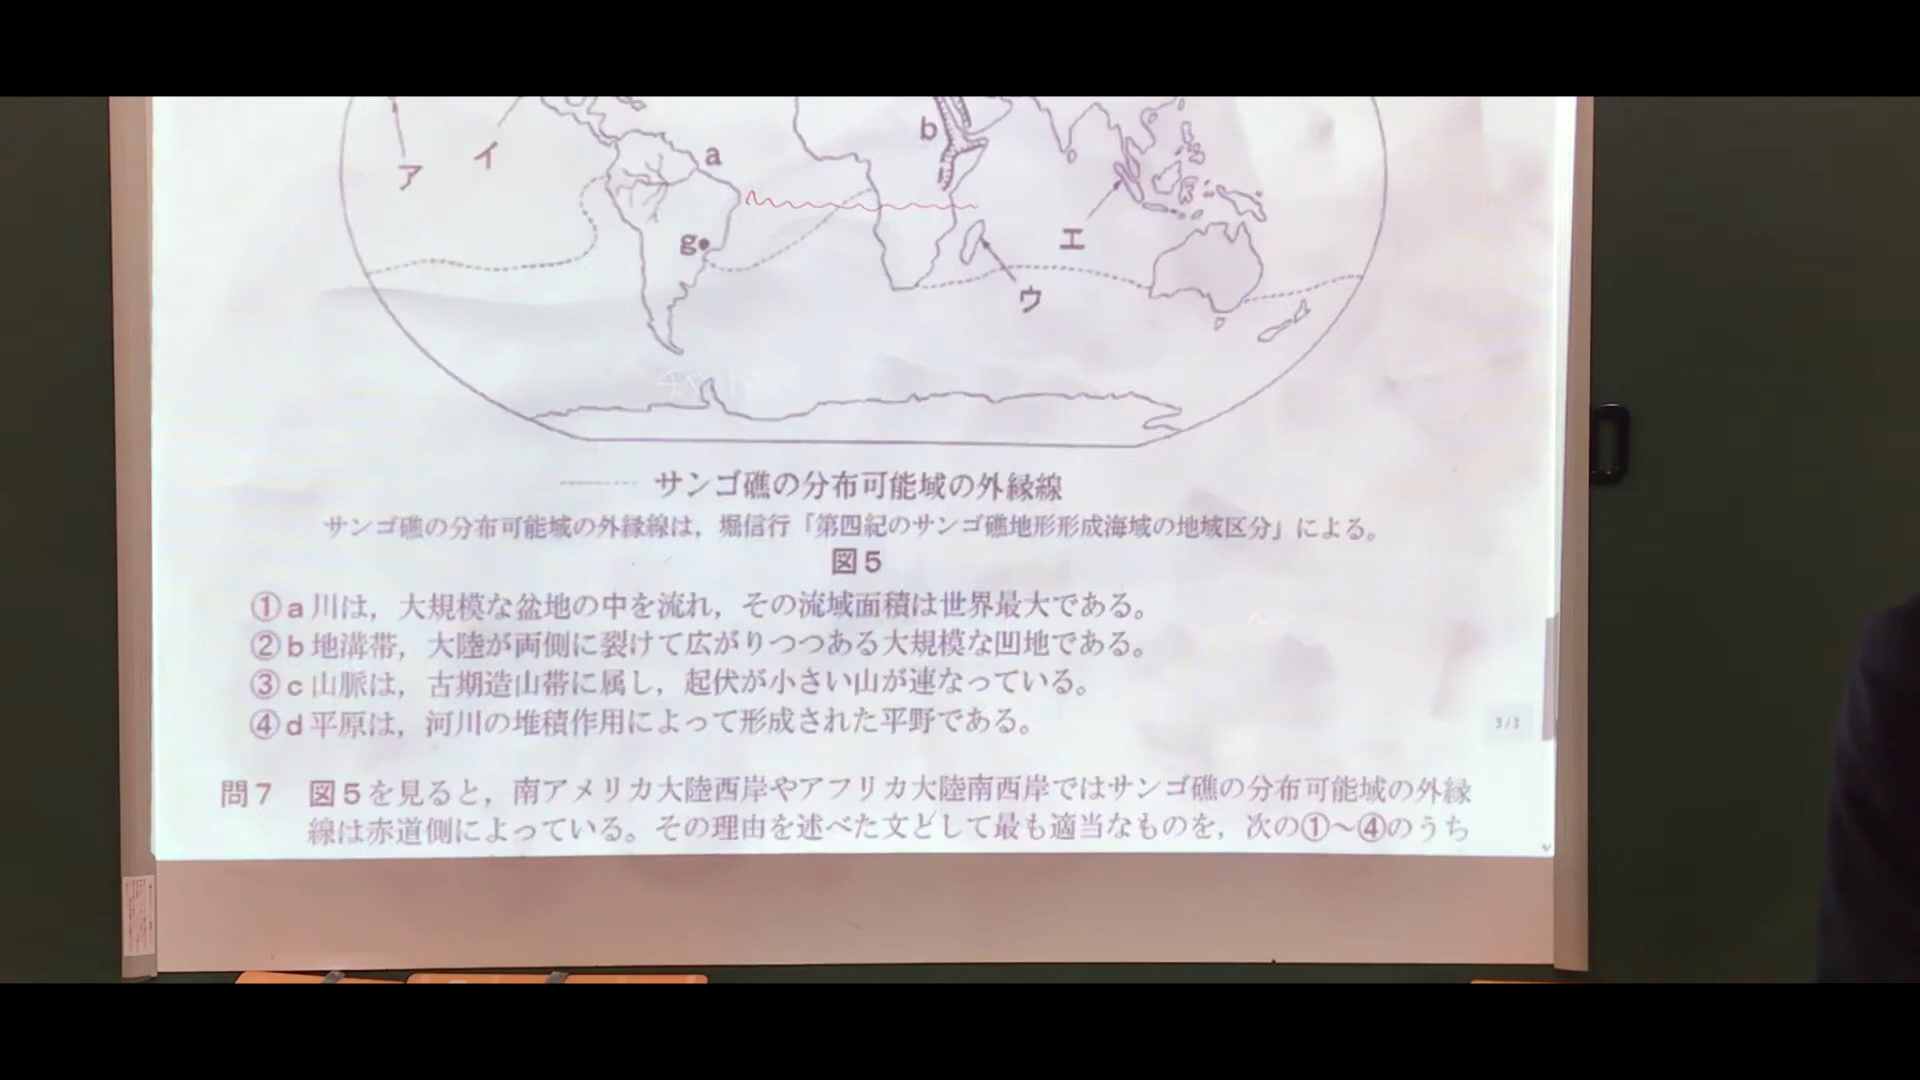 b
a
ア
イ
g
エ
ウ
サンゴ礁の分布可能域の外縁線
サンゴ礁の分布可能域の外縁線は，堀信行「第四紀のサンゴ礁地形形成海域の地域区分」による。
図5
①a川は，大規模な盆地の中を流れ，その流域面積は世界最大である。
②b地溝帯，大陸が両側に裂けて広がりつつある大規模な凹地である。
③c山脈は，古期造山帯に属し，起伏が小さい山が連なっている。
④d平原は，河川の堆積作用によって形成された平野である。
3/3
問7 図5を見ると，南アメリカ大陸西岸やアフリカ大陸南西岸ではサンゴ礁の分布可能域の外縁
線は赤道側によっている。その理由を述べた文として最も適当なものを，次の①～④のうち